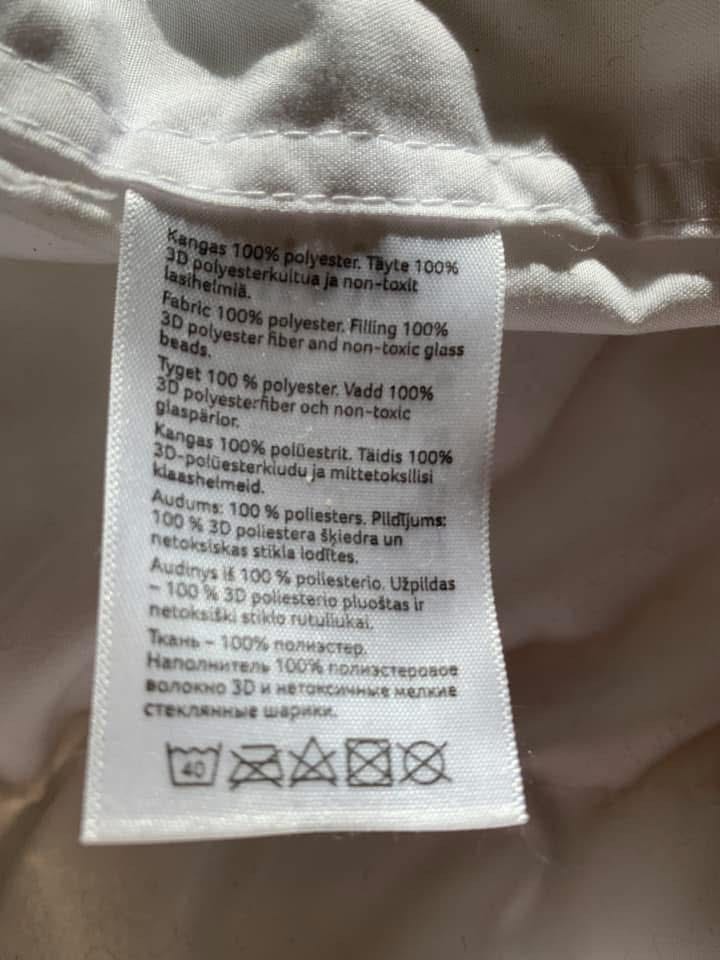 Kangas 100% polyester. Täyte 100%
3D polyesterkuitua ja non-toxit
lasihelmiä.
Fabric 100% polyester. Filling 100%
3D polyester fiber and non-toxic glass
beads.
Tyget 100 % polyester. Vadd 100%
3D polyesterfiber och non-toxic
glaspärlor.
Kangas 100% polüestrit. Täidis 100%
3D-polüesterkiudu ja mittetoksilisi
klaashelmeid.
Audums: 100 % poliesters. Pildījums:
100 % 3D poliestera šķiedra un
netoksiskas stikla lodītes.
Audinys iš 100 % poliesterio. Užpildas
– 100 % 3D poliesterio pluoštas ir
netoksiški stiklo rutuliukai.
Ткань – 100% полиэстер.
Наполнитель 100% полиэстеровое
волокно 3D и нетоксичные мелкие
стеклянные шарики.
40